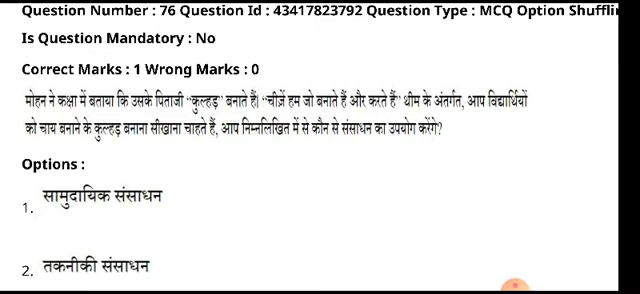 Question Number : 76 Question Id : 43417823792 Question Type : MCQ Option Shuffli
Is Question Mandatory : No
Correct Marks : 1 Wrong Marks : 0
मोहन ने कक्षा में बताया कि उसके पिताजी “कुल्हड़” बनाते हैं। “चीज़ें हम जो बनाते हैं और करते हैं” थीम के अंतर्गत, आप विद्यार्थियों
को चाय बनाने के कुल्हड़ बनाना सीखाना चाहते हैं, आप निम्नलिखित में से कौन से संसाधन का उपयोग करेंगे?
Options :
1. सामुदायिक संसाधन
2. तकनीकी संसाधन